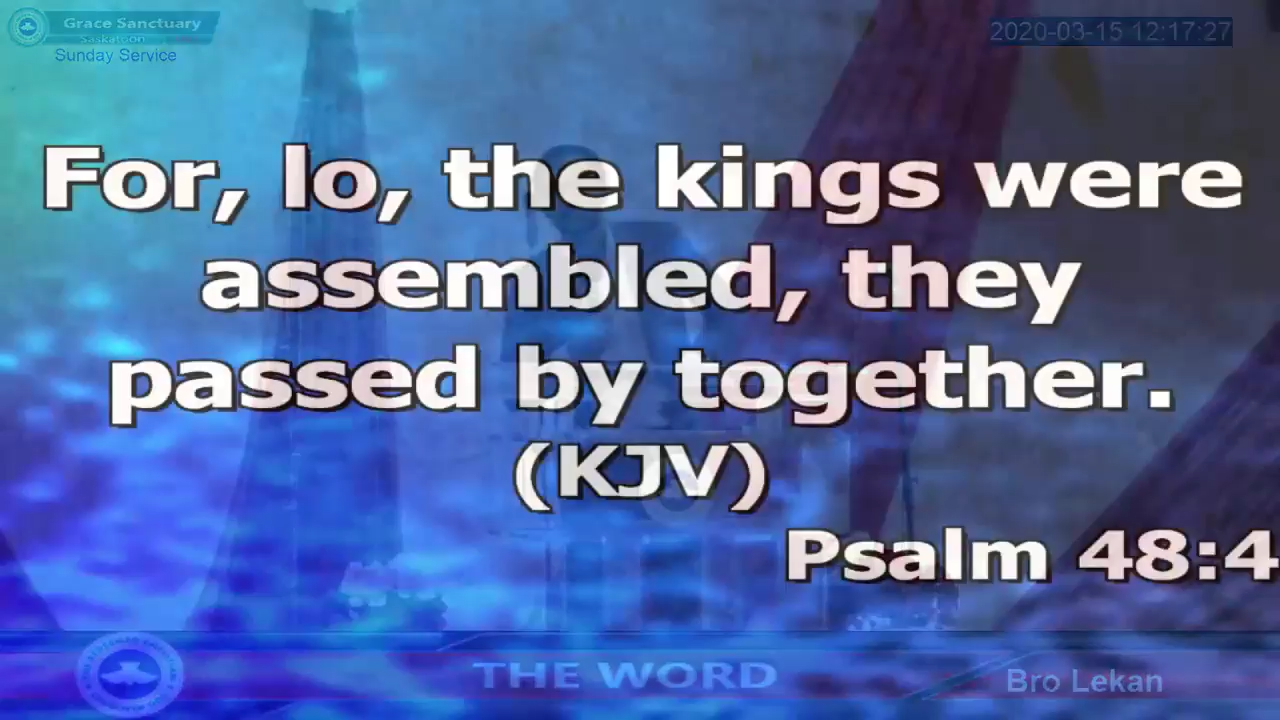 Grace Sanctuary
Saskatoon
Sunday Service
2020-03-15 12:17:27
For, lo, the kings were
assembled, they
passed by together.
(KJV)
Psalm 48:4
THE WORD
Bro Lekan